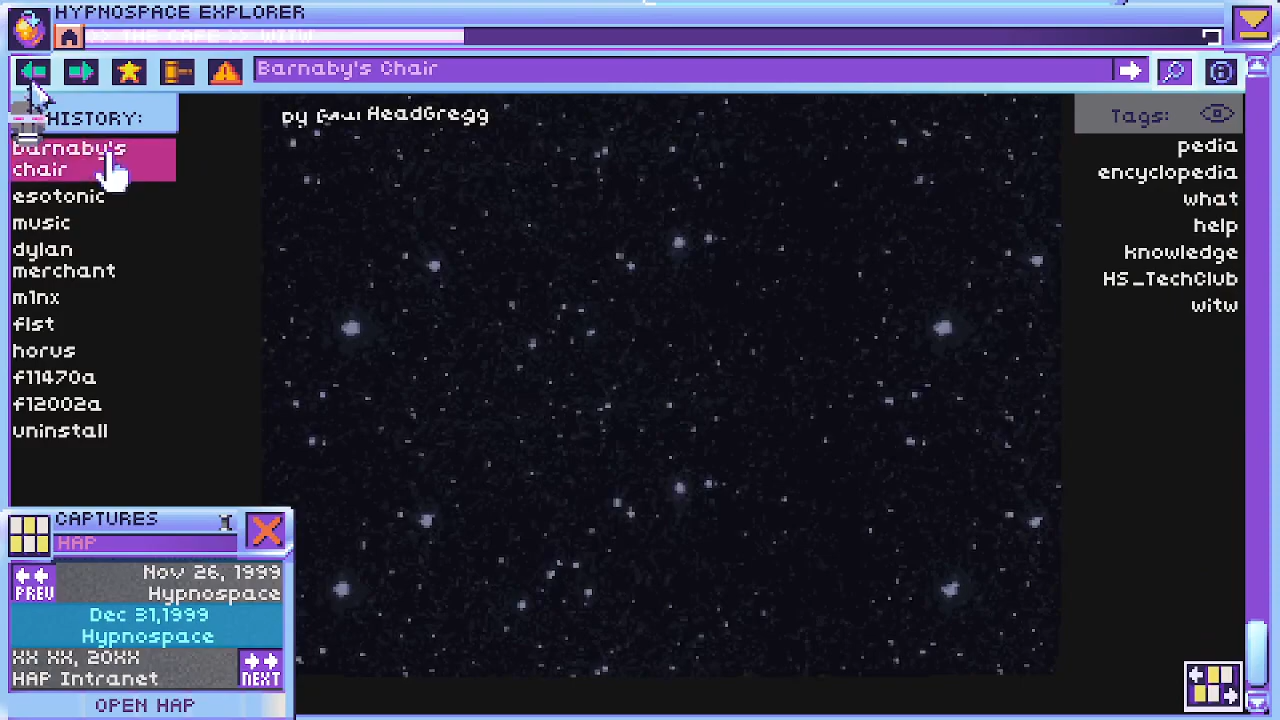 HYPNOSPACE EXPLORER
Barnaby's Chair
HISTORY:
barnaby's
chair
esotonic
music
dylan
merchant
m1nx
flst
horus
f11470a
f12002a
uninstall
HeadGregg
Tags:
pedia
encyclopedia
what
help
knowledge
HS_TechClub
witw
CAPTURES
HAP
PREV
Nov 26, 1999
Hypnospace
Dec 31,1999
Hypnospace
XX XX, 20XX
HAP Intranet
NEXT
OPEN HAP